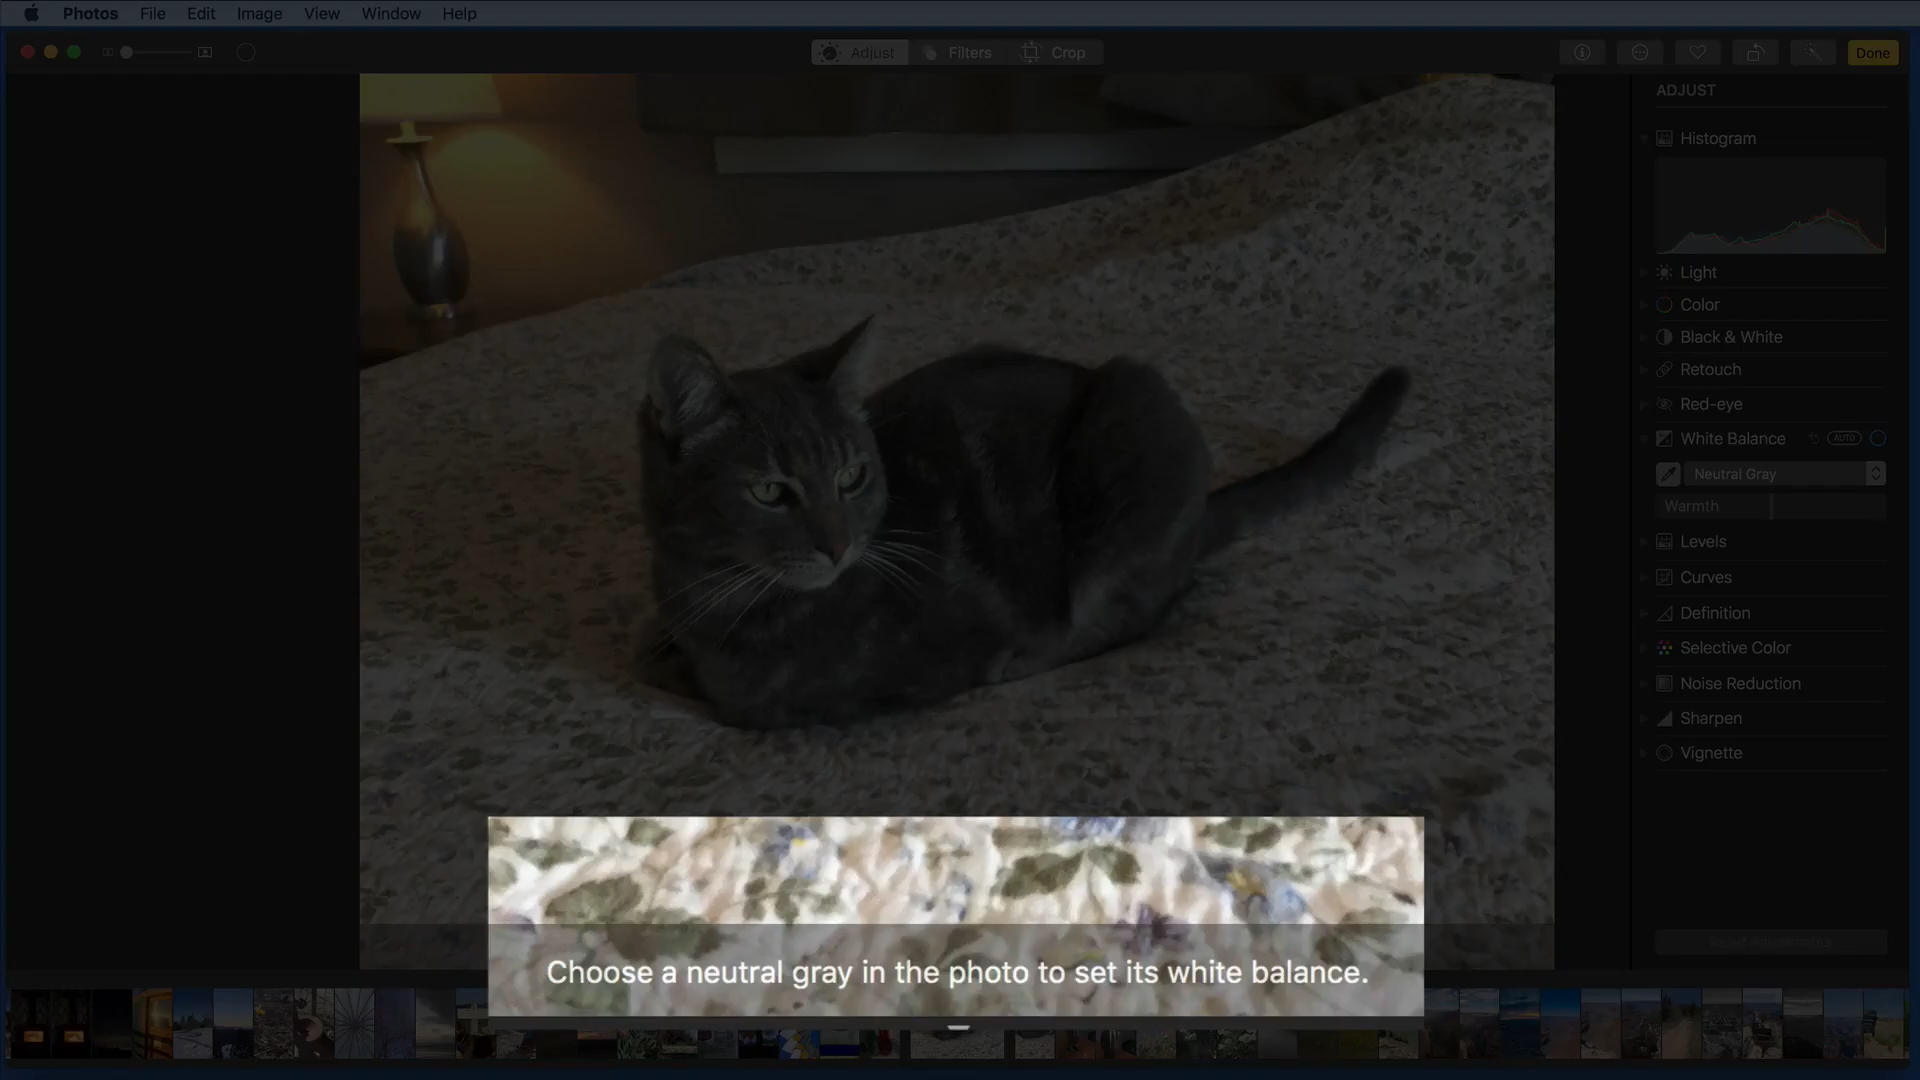 Photos File Edit Image View Window Help
Adjust Filters Crop
Done
ADJUST
Histogram
Light
Color
Black & White
Retouch
Red-eye
White Balance AUTO
Neutral Gray
Warmth
Levels
Curves
Definition
Selective Color
Noise Reduction
Sharpen
Vignette
Reset Adjustments
Choose a neutral gray in the photo to set its white balance.